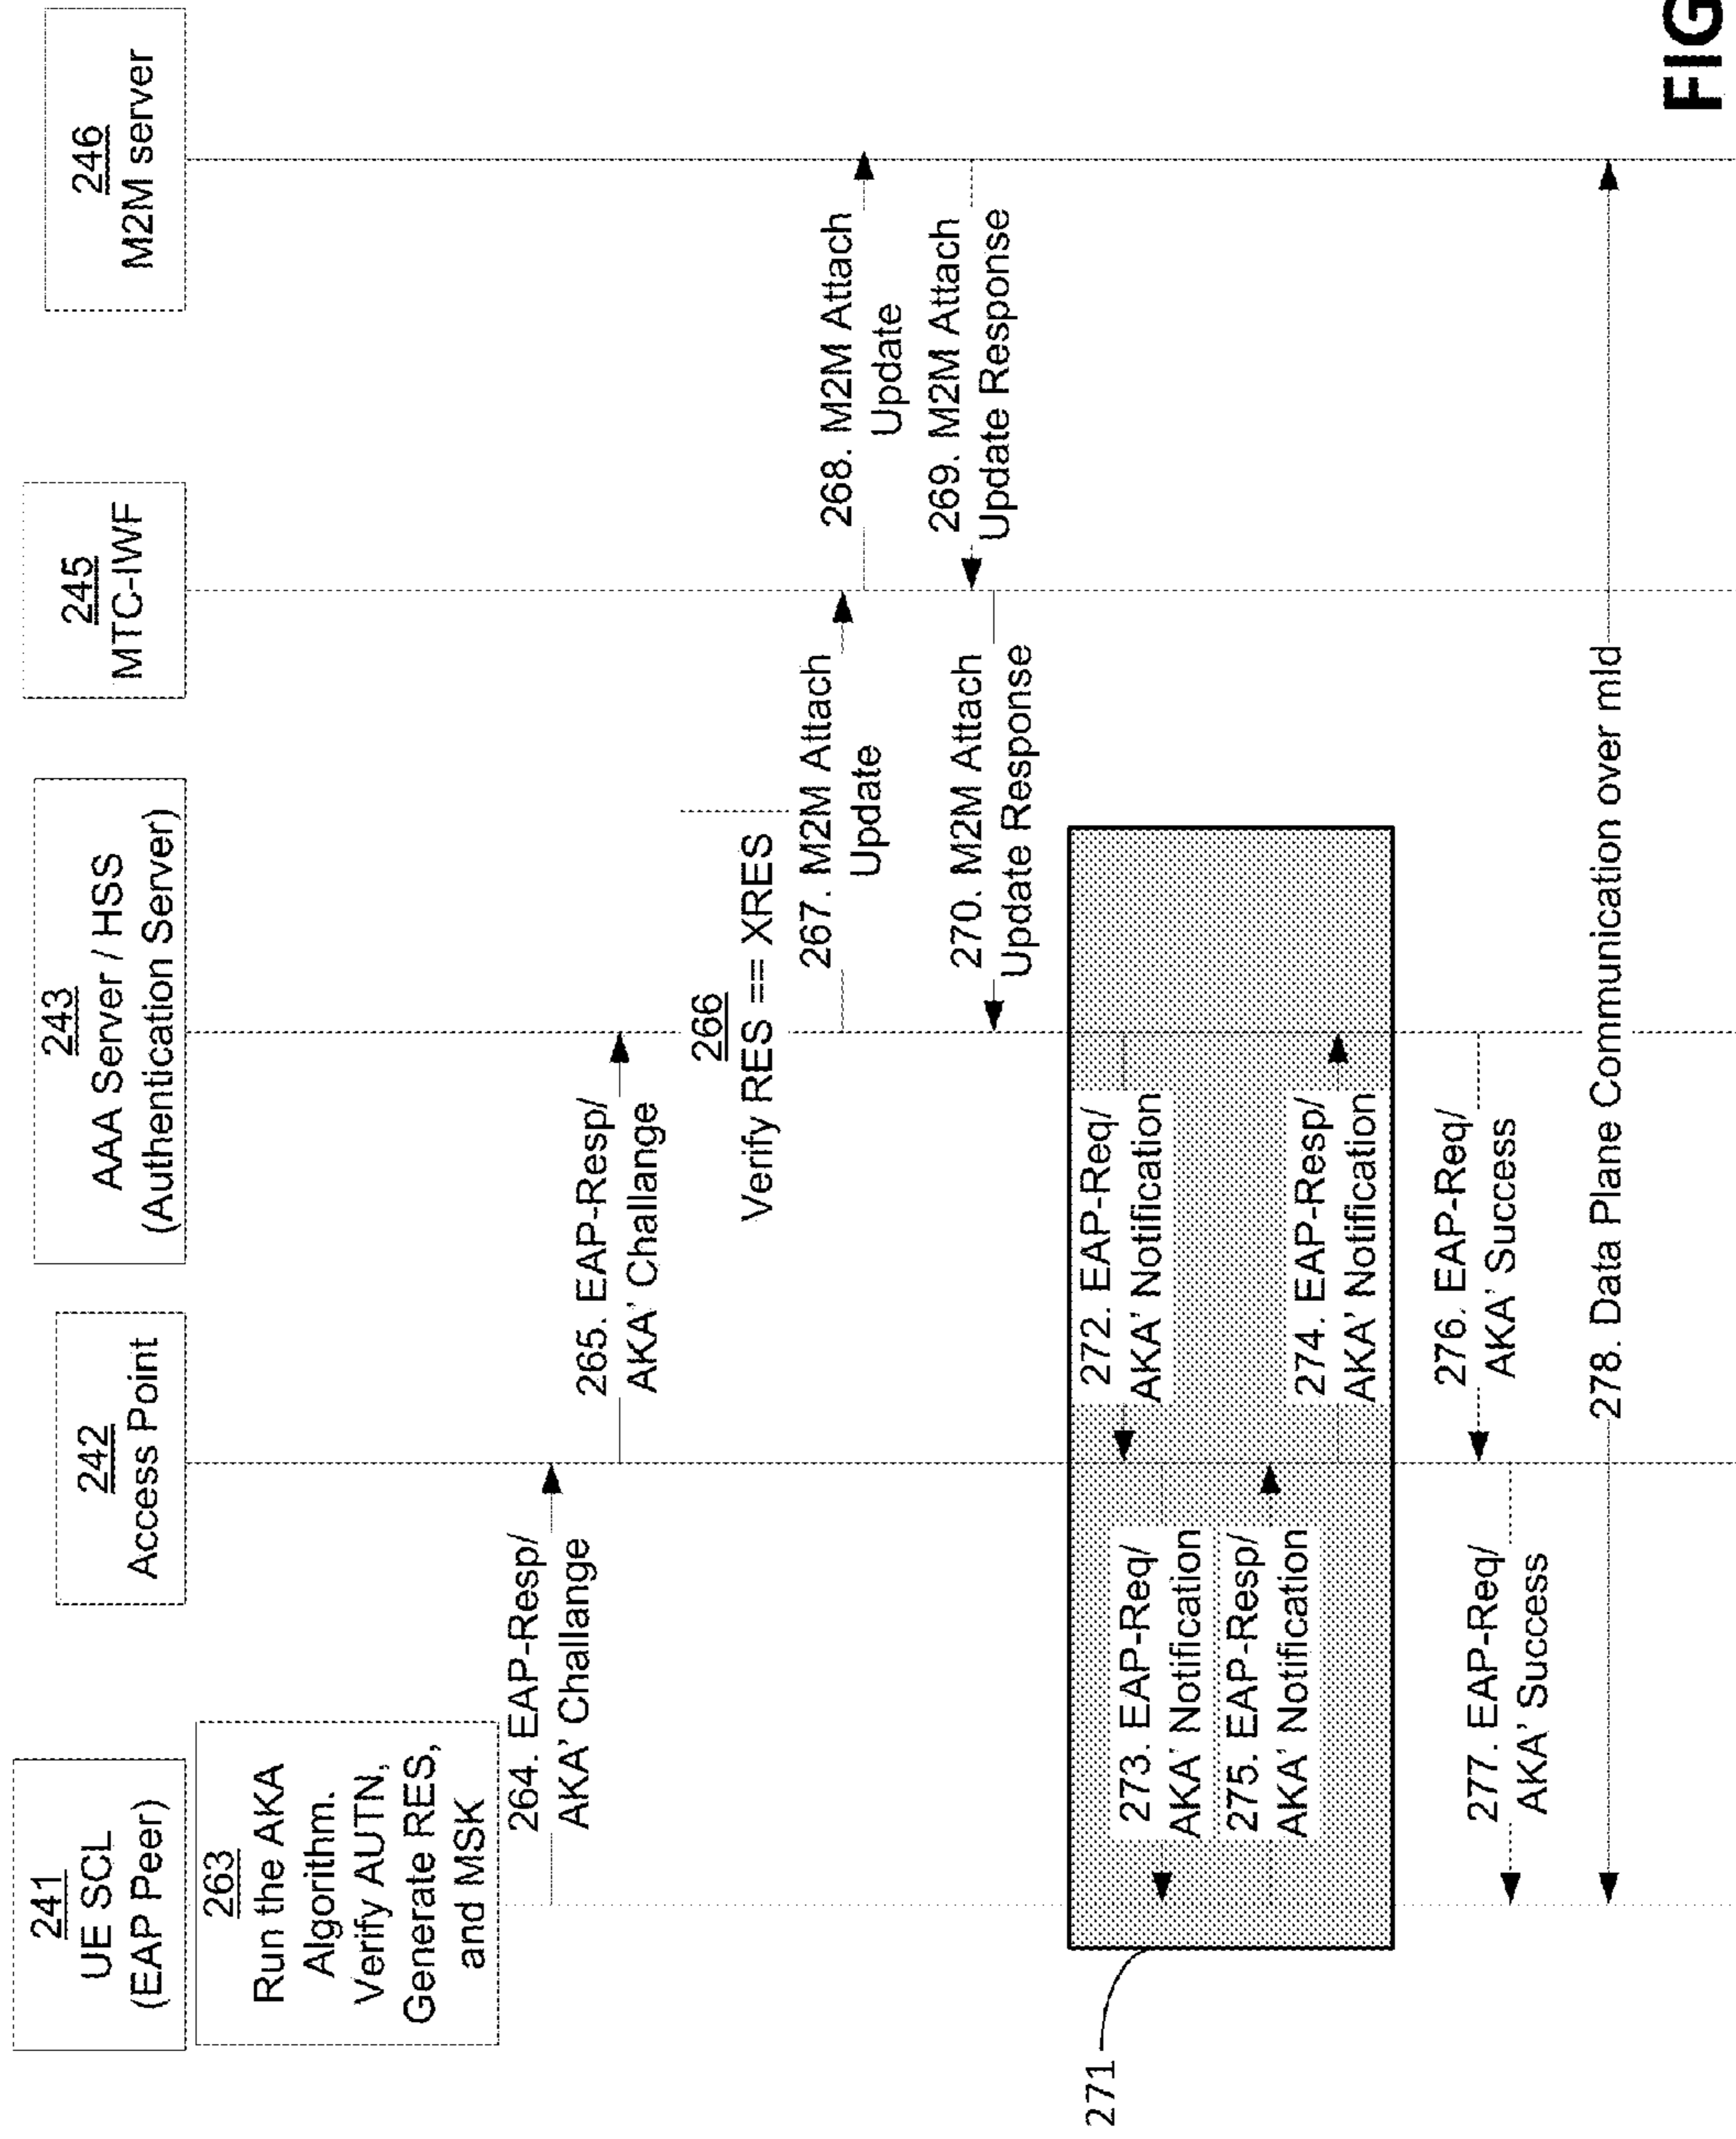 241
UE SCL
(EAP Peer)
242
Access Point
243
AAA Server / HSS
(Authentication Server)
245
MTC-IWF
246
M2M server
263
Run the AKA
Algorithm.
Verify AUTN,
Generate RES,
and MSK
264. EAP-Resp/
AKA' Challange
265. EAP-Resp/
AKA' Challange
266
Verify RES == XRES
267. M2M Attach
Update
268. M2M Attach
Update
269. M2M Attach
Update Response
270. M2M Attach
Update Response
271
272. EAP-Req/
AKA' Notification
273. EAP-Req/
AKA' Notification
275. EAP-Resp/
AKA' Notification
274. EAP-Resp/
AKA' Notification
276. EAP-Req/
AKA' Success
277. EAP-Req/
AKA' Success
278. Data Plane Communication over mId
FIG